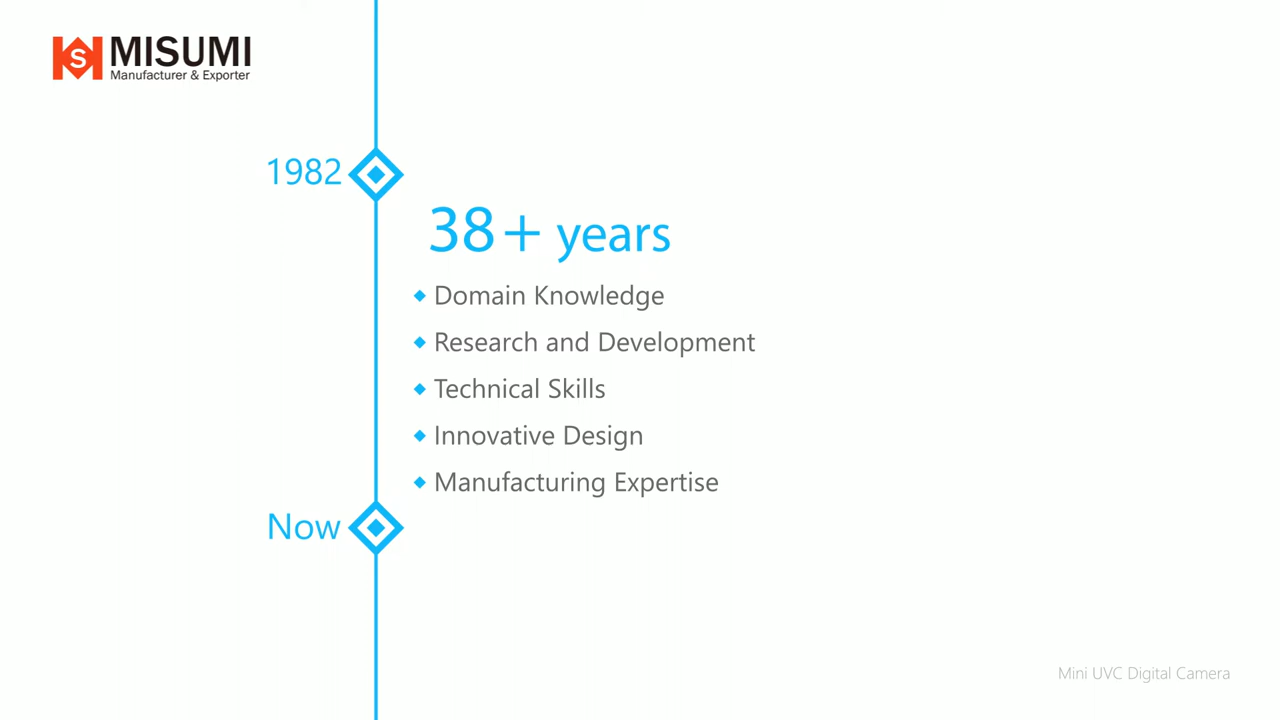 S
MISUMI
Manufacturer & Exporter
1982
38+ years
Domain Knowledge
Research and Development
Technical Skills
Innovative Design
Manufacturing Expertise
Now
Mini UVC Digital Camera